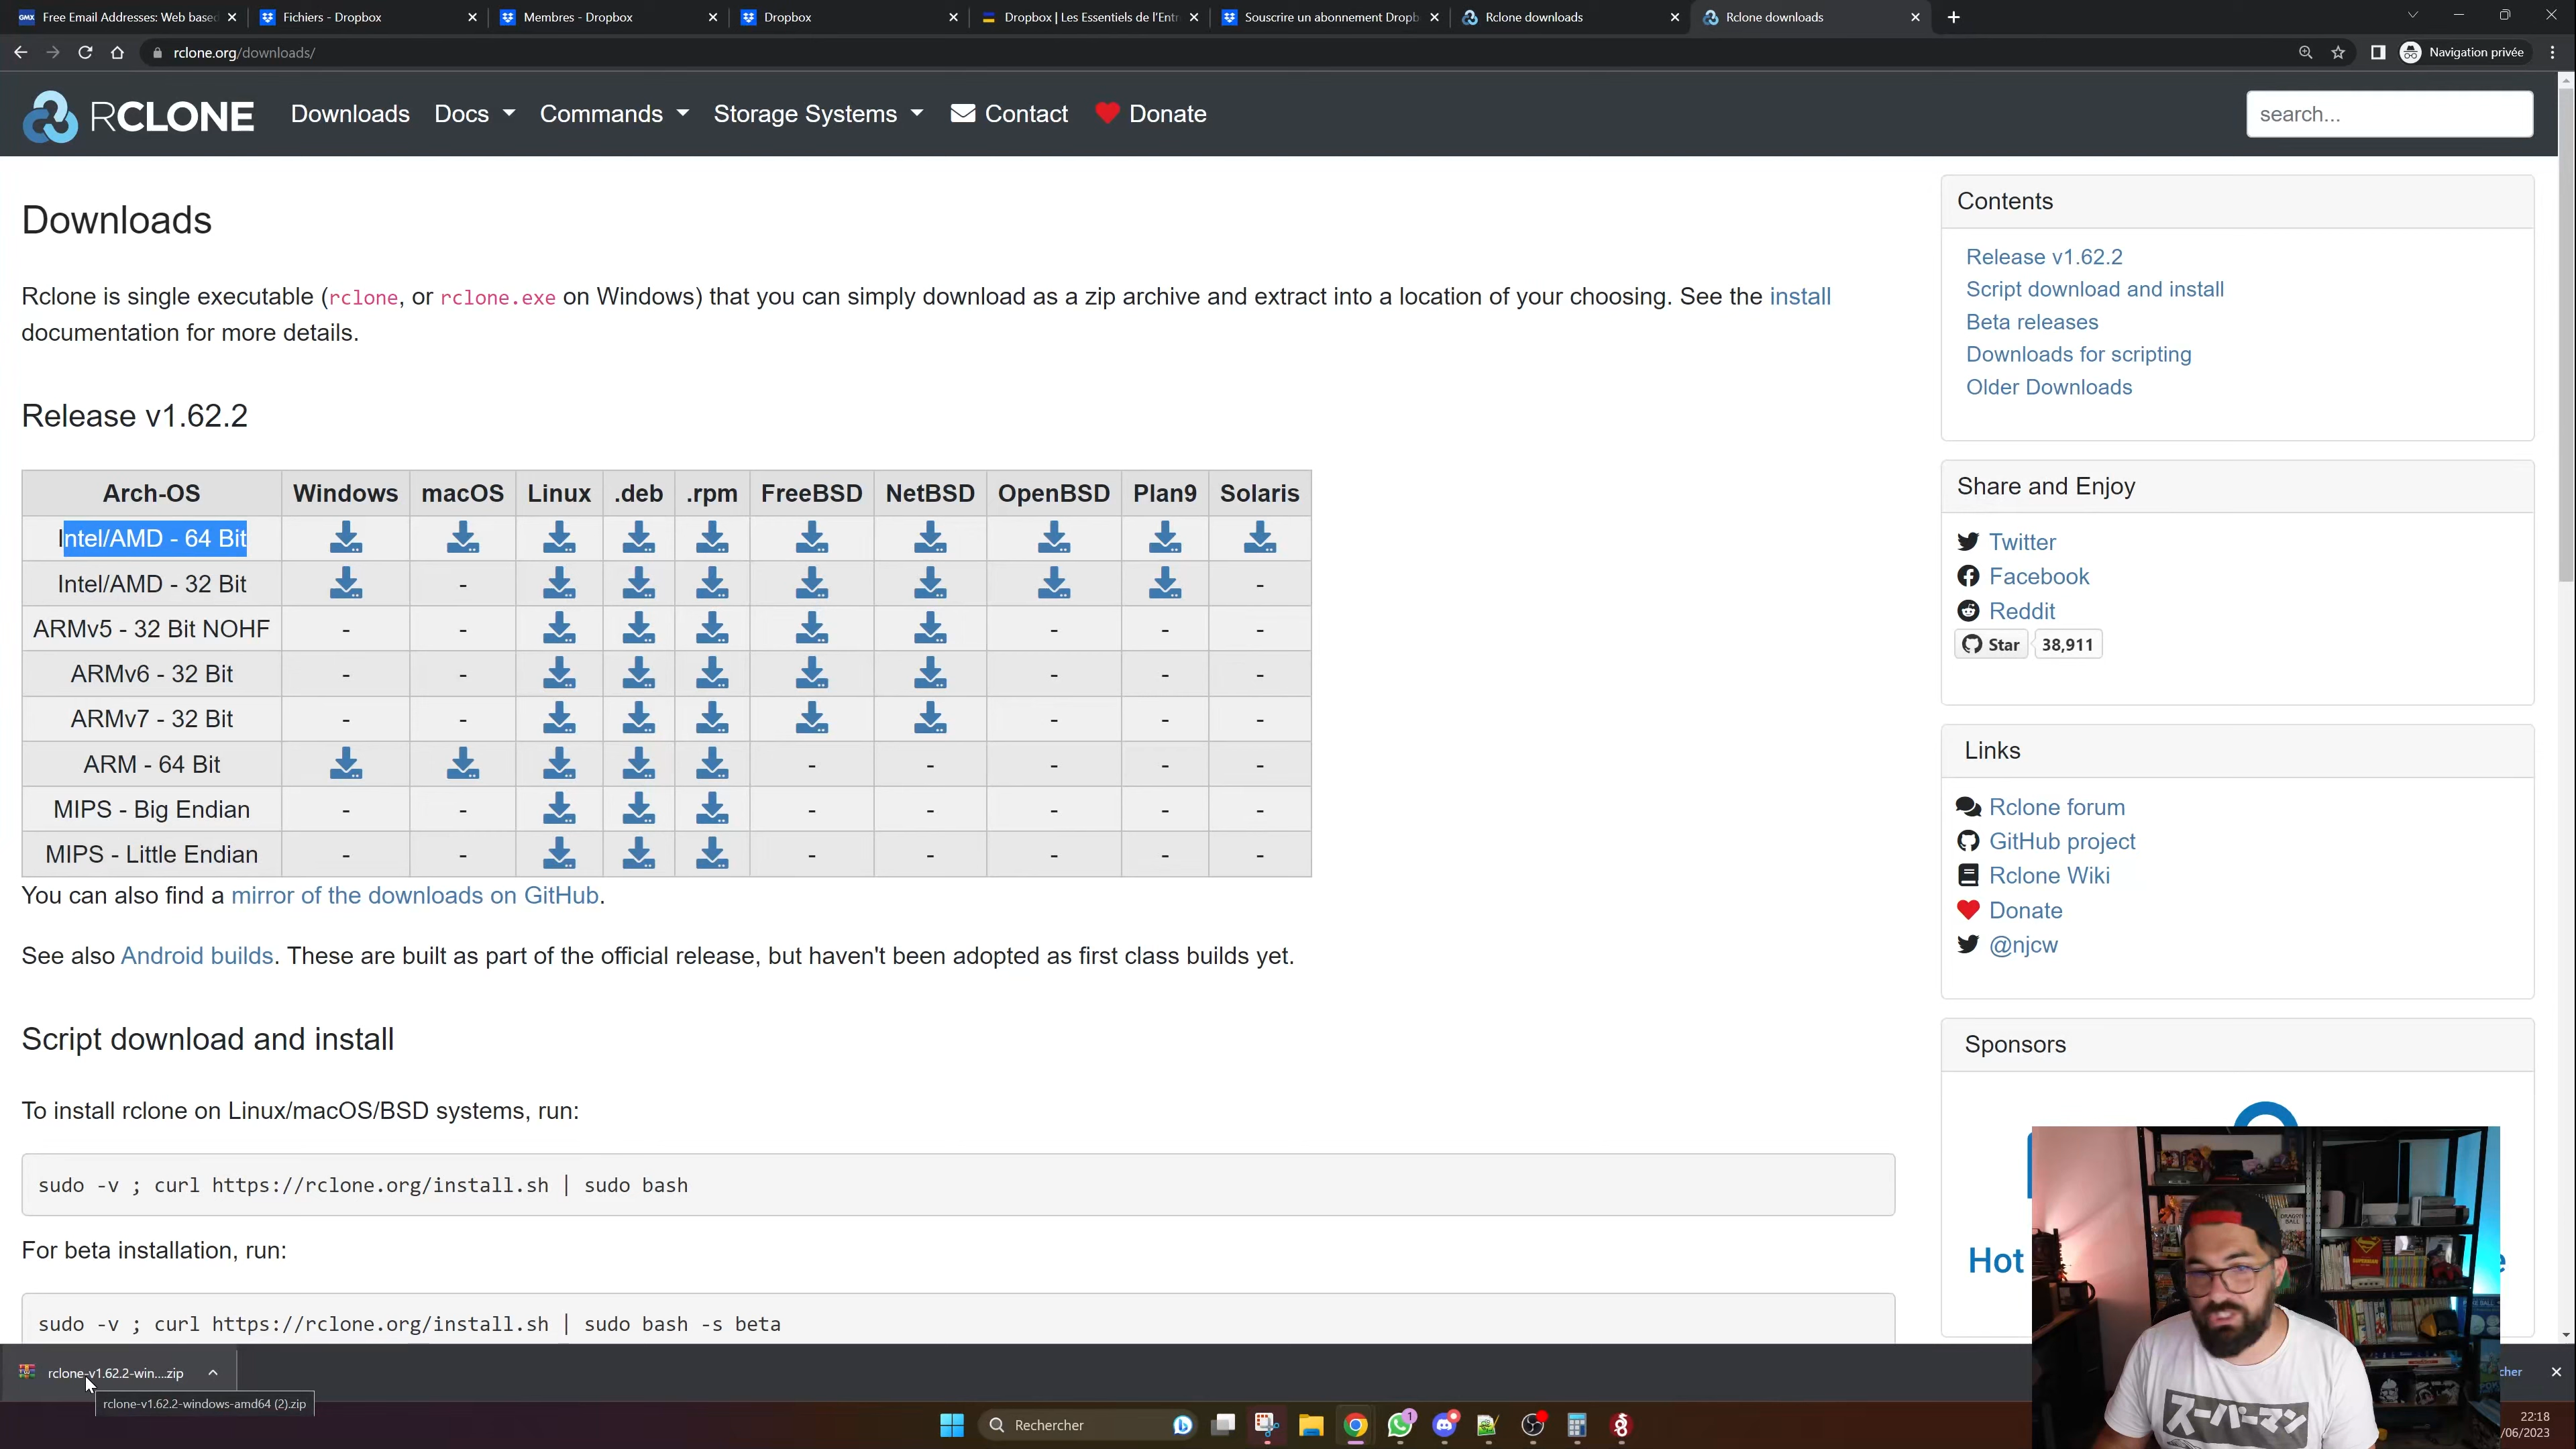 Free Email Addresses: Web based
Fichiers - Dropbox
Membres - Dropbox
Dropbox
Dropbox | Les Essentiels de l'Entr
Souscrire un abonnement Dropb
Rclone downloads
Rclone downloads
rclone.org/downloads/
Navigation privée
RCLONE
Downloads
Docs
Commands
Storage Systems
Contact
Donate
search...
Downloads
Rclone is single executable (rclone, or rclone.exe on Windows) that you can simply download as a zip archive and extract into a location of your choosing. See the install
documentation for more details.
Release v1.62.2
Arch-OS Windows macOS Linux .deb .rpm FreeBSD NetBSD OpenBSD Plan9 Solaris
Intel/AMD - 64 Bit
Intel/AMD - 32 Bit - -
ARMv5 - 32 Bit NOHF - - - - -
ARMv6 - 32 Bit - - - - -
ARMv7 - 32 Bit - - - - -
ARM - 64 Bit - - - - -
MIPS - Big Endian - - - - - - -
MIPS - Little Endian - - - - - - -
You can also find a mirror of the downloads on GitHub.
See also Android builds. These are built as part of the official release, but haven't been adopted as first class builds yet.
Script download and install
To install rclone on Linux/macOS/BSD systems, run:
sudo -v ; curl https://rclone.org/install.sh | sudo bash
For beta installation, run:
sudo -v ; curl https://rclone.org/install.sh | sudo bash -s beta
Contents
Release v1.62.2
Script download and install
Beta releases
Downloads for scripting
Older Downloads
Share and Enjoy
Twitter
Facebook
Reddit
Star 38,911
Links
Rclone forum
GitHub project
Rclone Wiki
Donate
@njcw
Sponsors
Hot
スーパーマン
rclone-v1.62.2-win....zip
rclone-v1.62.2-windows-amd64 (2).zip
cher
Rechercher
1
22:18
/06/2023